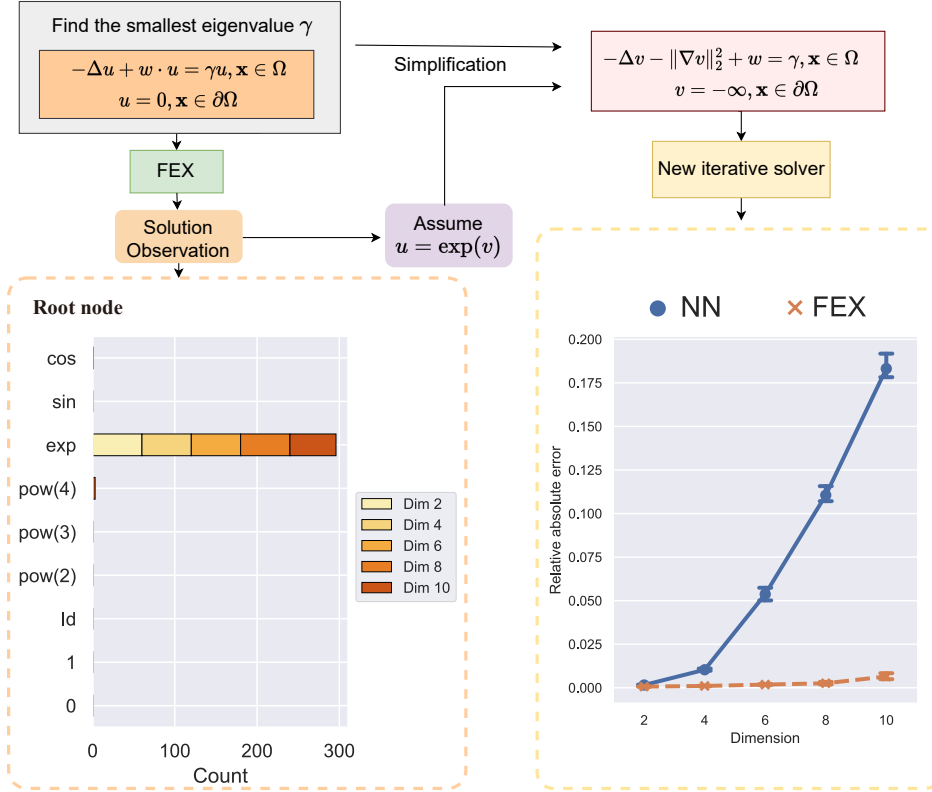 Find the smallest eigenvalue γ
−Δu + w · u = γu, x ∈ Ω
u = 0, x ∈ ∂Ω
Simplification
−Δv − ‖∇v‖₂² + w = γ, x ∈ Ω
v = −∞, x ∈ ∂Ω
FEX
New iterative solver
Solution
Observation
Assume
u = exp(v)
Root node
cos
sin
exp
pow(4)
pow(3)
pow(2)
Id
1
0
0 100 200 300
Count
Dim 2
Dim 4
Dim 6
Dim 8
Dim 10
NN FEX
Relative absolute error
0.200
0.175
0.150
0.125
0.100
0.075
0.050
0.025
0.000
2 4 6 8 10
Dimension